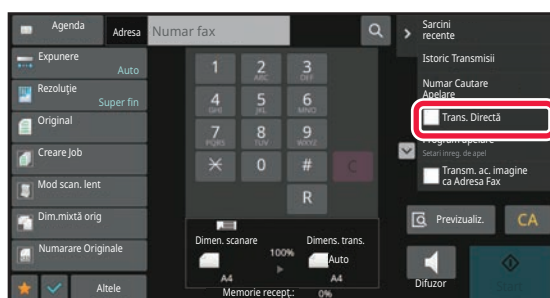 Agenda
Adresa
Numar fax
Expunere
Auto
Rezoluție
Super fin
Original
Creare Job
Mod scan. lent
Dim.mixtă orig
Numarare Originale
Altele
1
2
ABC
3
DEF
4
GHI
5
JKL
6
MNO
7
PQRS
8
TUV
9
WXYZ
0
#
C
R
Dimen. scanare
100%
Dimens. trans.
Auto
A4
A4
Memorie recepț.:
0%
Sarcini
recente
Istoric Transmisii
Numar Cautare
Apelare
Trans. Directă
Program apelare
Setari inreg. de apel
Transm. ac. imagine
ca Adresa Fax
Previzualiz.
CA
Difuzor
Start